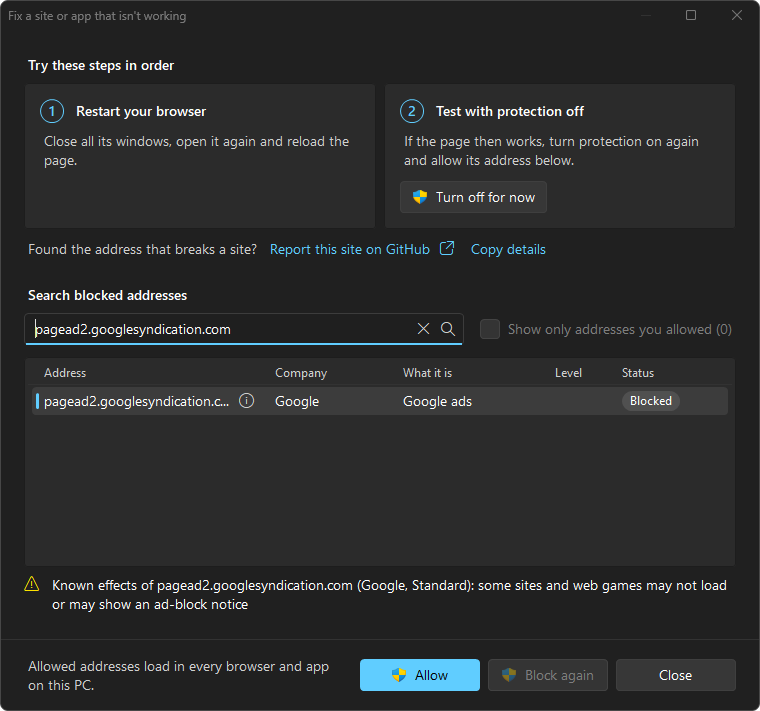 Fix a site or app that isn't working
Try these steps in order
1 Restart your browser
Close all its windows, open it again and reload the
page.
2 Test with protection off
If the page then works, turn protection on again
and allow its address below.
Turn off for now
Found the address that breaks a site? Report this site on GitHub Copy details
Search blocked addresses
pagead2.googlesyndication.com
Show only addresses you allowed (0)
Address Company What it is Level Status
pagead2.googlesyndication.c... Google Google ads Blocked
Known effects of pagead2.googlesyndication.com (Google, Standard): some sites and web games may not load
or may show an ad-block notice
Allowed addresses load in every browser and app
on this PC.
Allow Block again Close